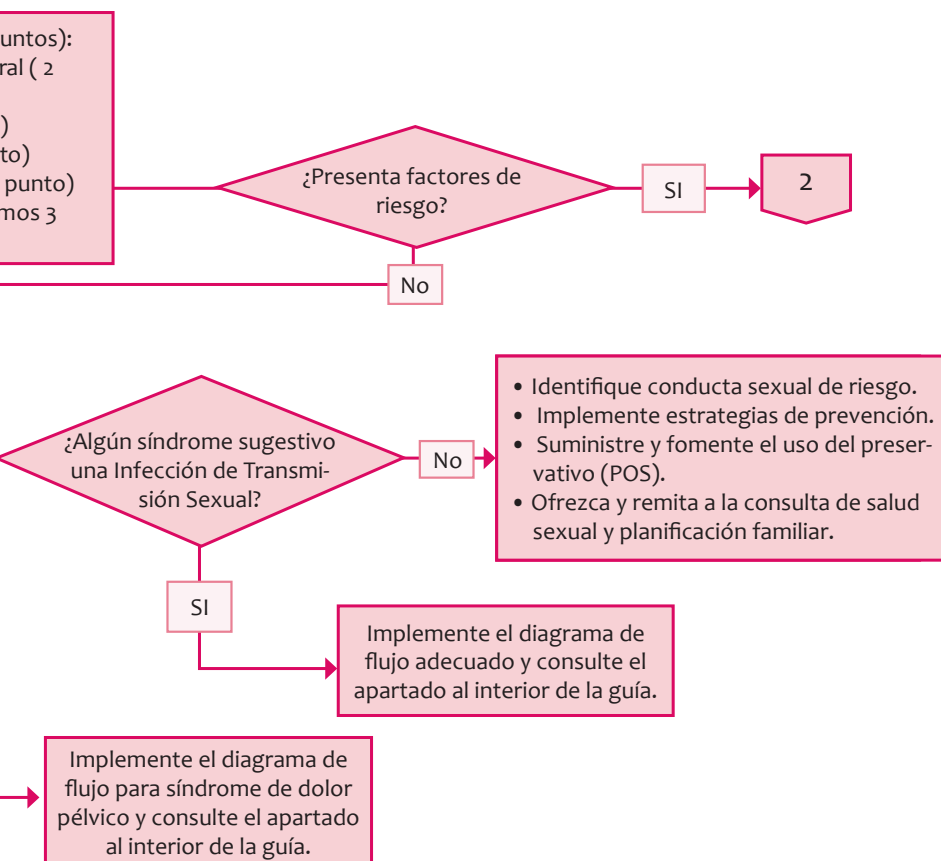 untos):
ral ( 2
)
to)
punto)
mos 3
¿Presenta factores de
riesgo?
SI
2
No
¿Algún síndrome sugestivo
una Infección de Transmi-
sión Sexual?
No
• Identifique conducta sexual de riesgo.
• Implemente estrategias de prevención.
• Suministre y fomente el uso del preser-
vativo (POS).
• Ofrezca y remita a la consulta de salud
sexual y planificación familiar.
SI
Implemente el diagrama de
flujo adecuado y consulte el
apartado al interior de la guía.
Implemente el diagrama de
flujo para síndrome de dolor
pélvico y consulte el apartado
al interior de la guía.